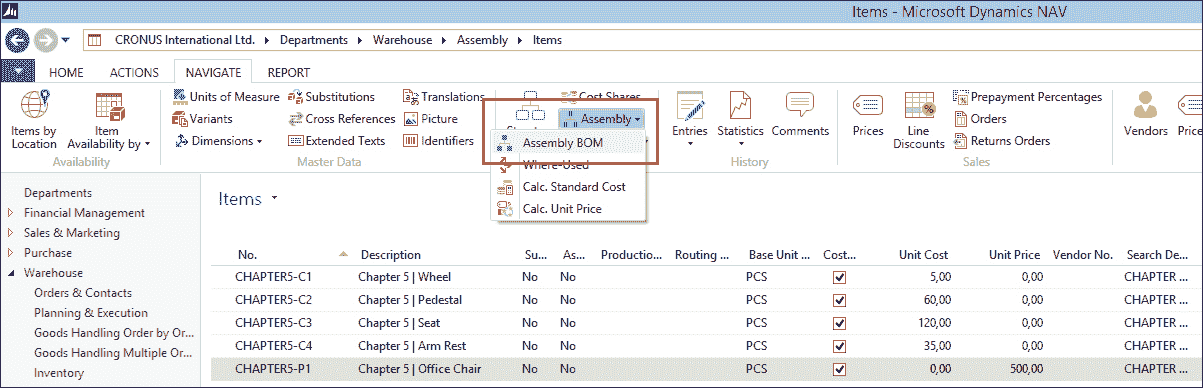 Items - Microsoft Dynamics NAV
CRONUS International Ltd. Departments Warehouse Assembly Items
HOME ACTIONS NAVIGATE REPORT
Items by Location
Item Availability by
Availability
Units of Measure
Variants
Dimensions
Substitutions
Cross References
Extended Texts
Translations
Picture
Identifiers
Master Data
Cost Shares
Assembly
Assembly BOM
Where-Used
Calc. Standard Cost
Calc. Unit Price
Entries
Statistics
Comments
History
Prices
Line Discounts
Prepayment Percentages
Orders
Returns Orders
Sales
Vendors
Departments
Financial Management
Sales & Marketing
Purchase
Warehouse
Orders & Contacts
Planning & Execution
Goods Handling Order by Or...
Goods Handling Multiple Or...
Inventory
Items
No. Description Su... As... Productio... Routing ... Base Unit ... Cost... Unit Cost Unit Price Vendor No. Search De...
CHAPTER5-C1 Chapter 5 | Wheel No No PCS 5,00 0,00 CHAPTER ...
CHAPTER5-C2 Chapter 5 | Pedestal No No PCS 60,00 0,00 CHAPTER ...
CHAPTER5-C3 Chapter 5 | Seat No No PCS 120,00 0,00 CHAPTER ...
CHAPTER5-C4 Chapter 5 | Arm Rest No No PCS 35,00 0,00 CHAPTER ...
CHAPTER5-P1 Chapter 5 | Office Chair No No PCS 0,00 500,00 CHAPTER ...